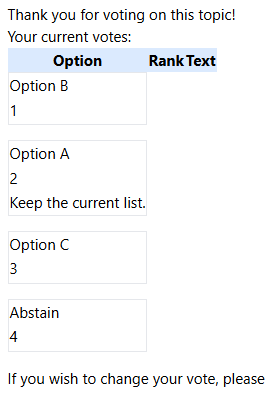 Thank you for voting on this topic!
Your current votes:
Option Rank Text
Option B
1
Option A
2
Keep the current list.
Option C
3
Abstain
4
If you wish to change your vote, please